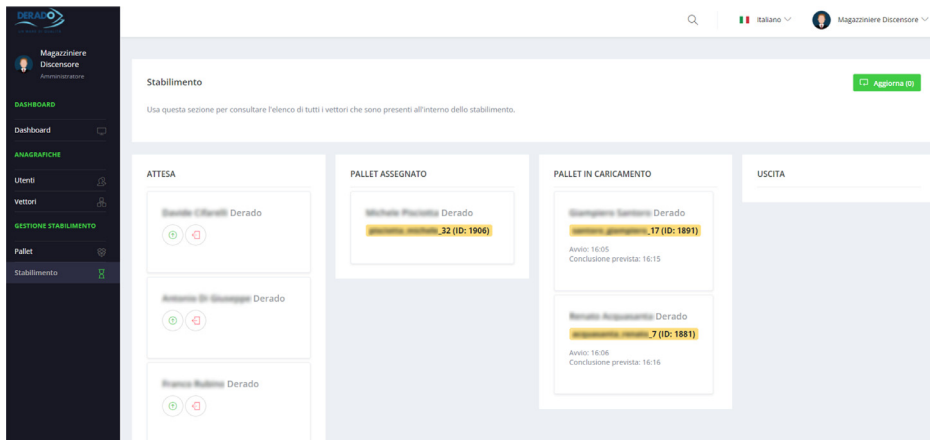 DERADO
Italiano
Magazziniere Discensore
Magazziniere
Discensore
Amministratore
DASHBOARD
Dashboard
ANAGRAFICHE
Utenti
Vettori
GESTIONE STABILIMENTO
Pallet
Stabilimento
Stabilimento
Aggiorna (0)
Usa questa sezione per consultare l'elenco di tutti i vettori che sono presenti all'interno dello stabilimento.
ATTESA
Derado
Derado
Derado
PALLET ASSEGNATO
Derado
_32 (ID: 1906)
PALLET IN CARICAMENTO
Derado
_17 (ID: 1891)
Avvio: 16:05
Conclusione prevista: 16:15
Derado
_7 (ID: 1881)
Avvio: 16:06
Conclusione prevista: 16:16
USCITA